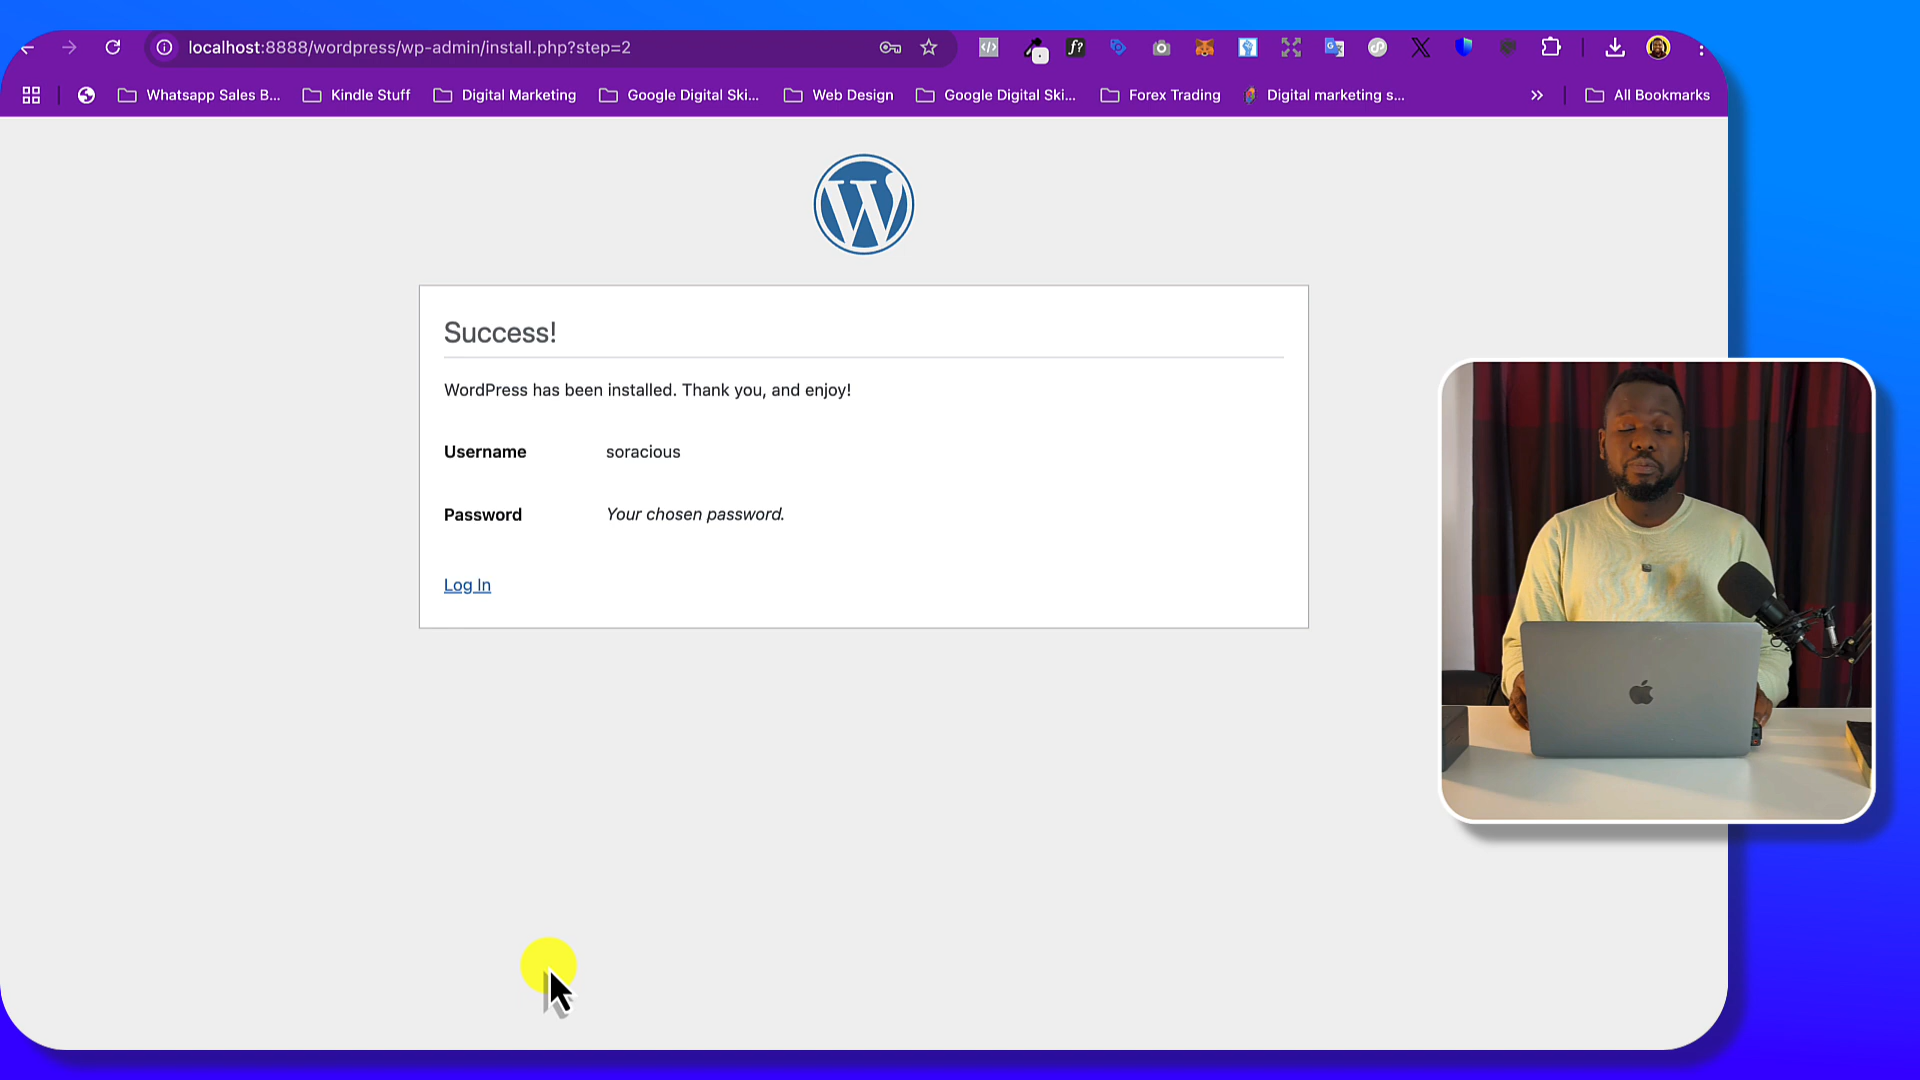 localhost:8888/wordpress/wp-admin/install.php?step=2
Whatsapp Sales B...
Kindle Stuff
Digital Marketing
Google Digital Ski...
Web Design
Google Digital Ski...
Forex Trading
Digital marketing s...
All Bookmarks
Success!
WordPress has been installed. Thank you, and enjoy!
Username soracious
Password Your chosen password.
Log In